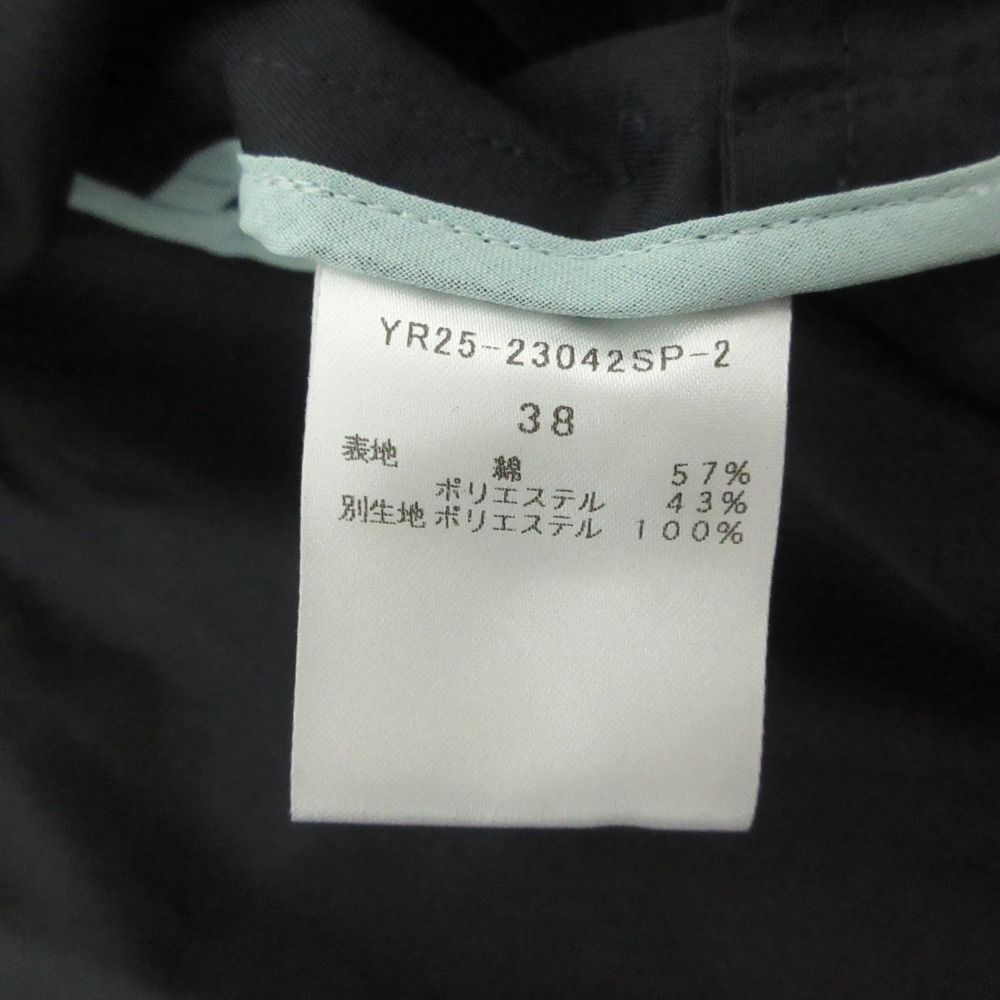 YR25-23042SP-2
38
表地 綿 57%
ポリエステル 43%
別生地 ポリエステル 100%